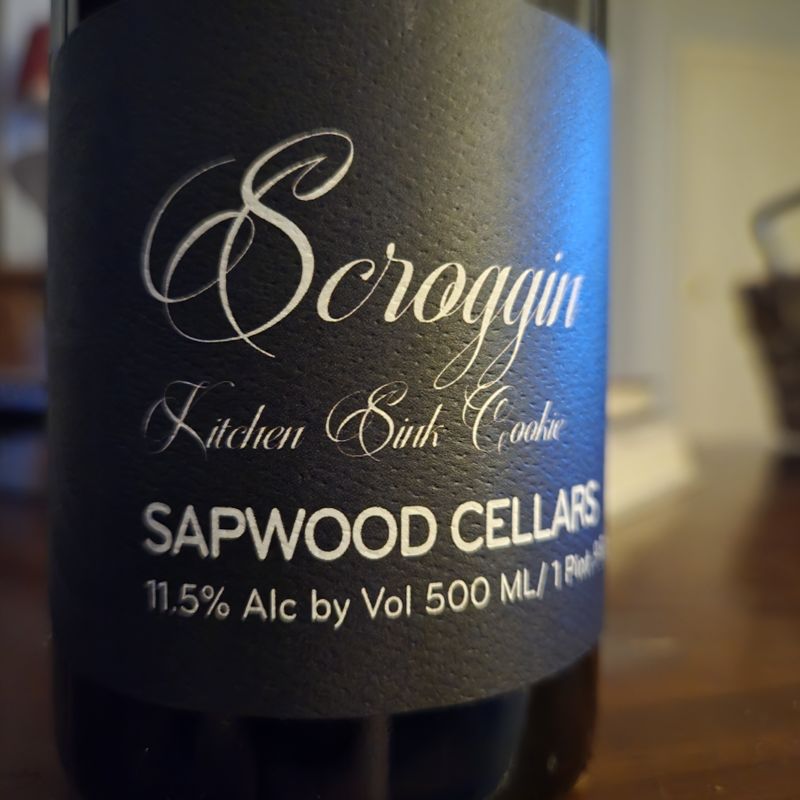 Scroggin
Kitchen Sink Cookie
SAPWOOD CELLARS
11.5% Alc by Vol 500 ML/ 1 Pint